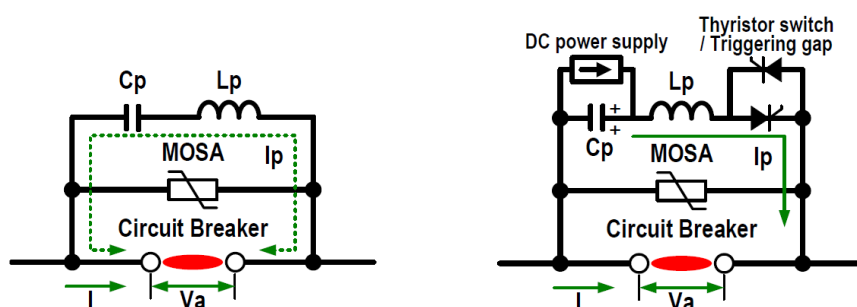 Cp
Lp
MOSA
Ip
Circuit Breaker
I
Va
DC power supply
Thyristor switch
/ Triggering gap
Lp
+
+
Cp
MOSA
Ip
Circuit Breaker
I
Va